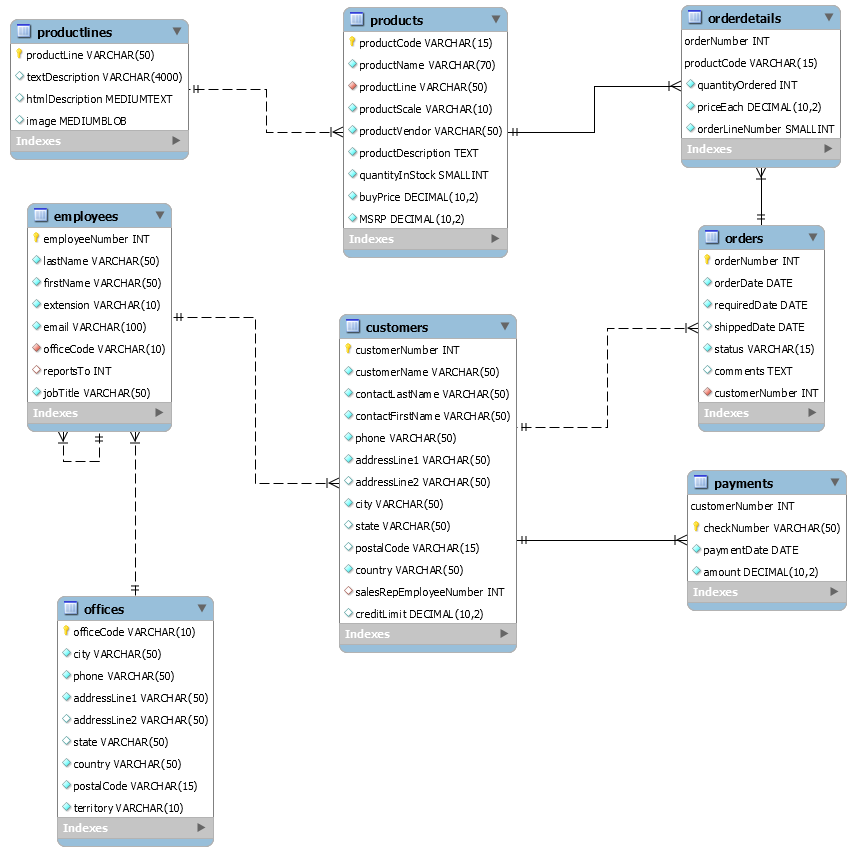 productlines
productLine VARCHAR(50)
textDescription VARCHAR(4000)
htmlDescription MEDIUMTEXT
image MEDIUMBLOB
Indexes
products
productCode VARCHAR(15)
productName VARCHAR(70)
productLine VARCHAR(50)
productScale VARCHAR(10)
productVendor VARCHAR(50)
productDescription TEXT
quantityInStock SMALLINT
buyPrice DECIMAL(10,2)
MSRP DECIMAL(10,2)
Indexes
orderdetails
orderNumber INT
productCode VARCHAR(15)
quantityOrdered INT
priceEach DECIMAL(10,2)
orderLineNumber SMALLINT
Indexes
employees
employeeNumber INT
lastName VARCHAR(50)
firstName VARCHAR(50)
extension VARCHAR(10)
email VARCHAR(100)
officeCode VARCHAR(10)
reportsTo INT
jobTitle VARCHAR(50)
Indexes
customers
customerNumber INT
customerName VARCHAR(50)
contactLastName VARCHAR(50)
contactFirstName VARCHAR(50)
phone VARCHAR(50)
addressLine1 VARCHAR(50)
addressLine2 VARCHAR(50)
city VARCHAR(50)
state VARCHAR(50)
postalCode VARCHAR(15)
country VARCHAR(50)
salesRepEmployeeNumber INT
creditLimit DECIMAL(10,2)
Indexes
orders
orderNumber INT
orderDate DATE
requiredDate DATE
shippedDate DATE
status VARCHAR(15)
comments TEXT
customerNumber INT
Indexes
payments
customerNumber INT
checkNumber VARCHAR(50)
paymentDate DATE
amount DECIMAL(10,2)
Indexes
offices
officeCode VARCHAR(10)
city VARCHAR(50)
phone VARCHAR(50)
addressLine1 VARCHAR(50)
addressLine2 VARCHAR(50)
state VARCHAR(50)
country VARCHAR(50)
postalCode VARCHAR(15)
territory VARCHAR(10)
Indexes